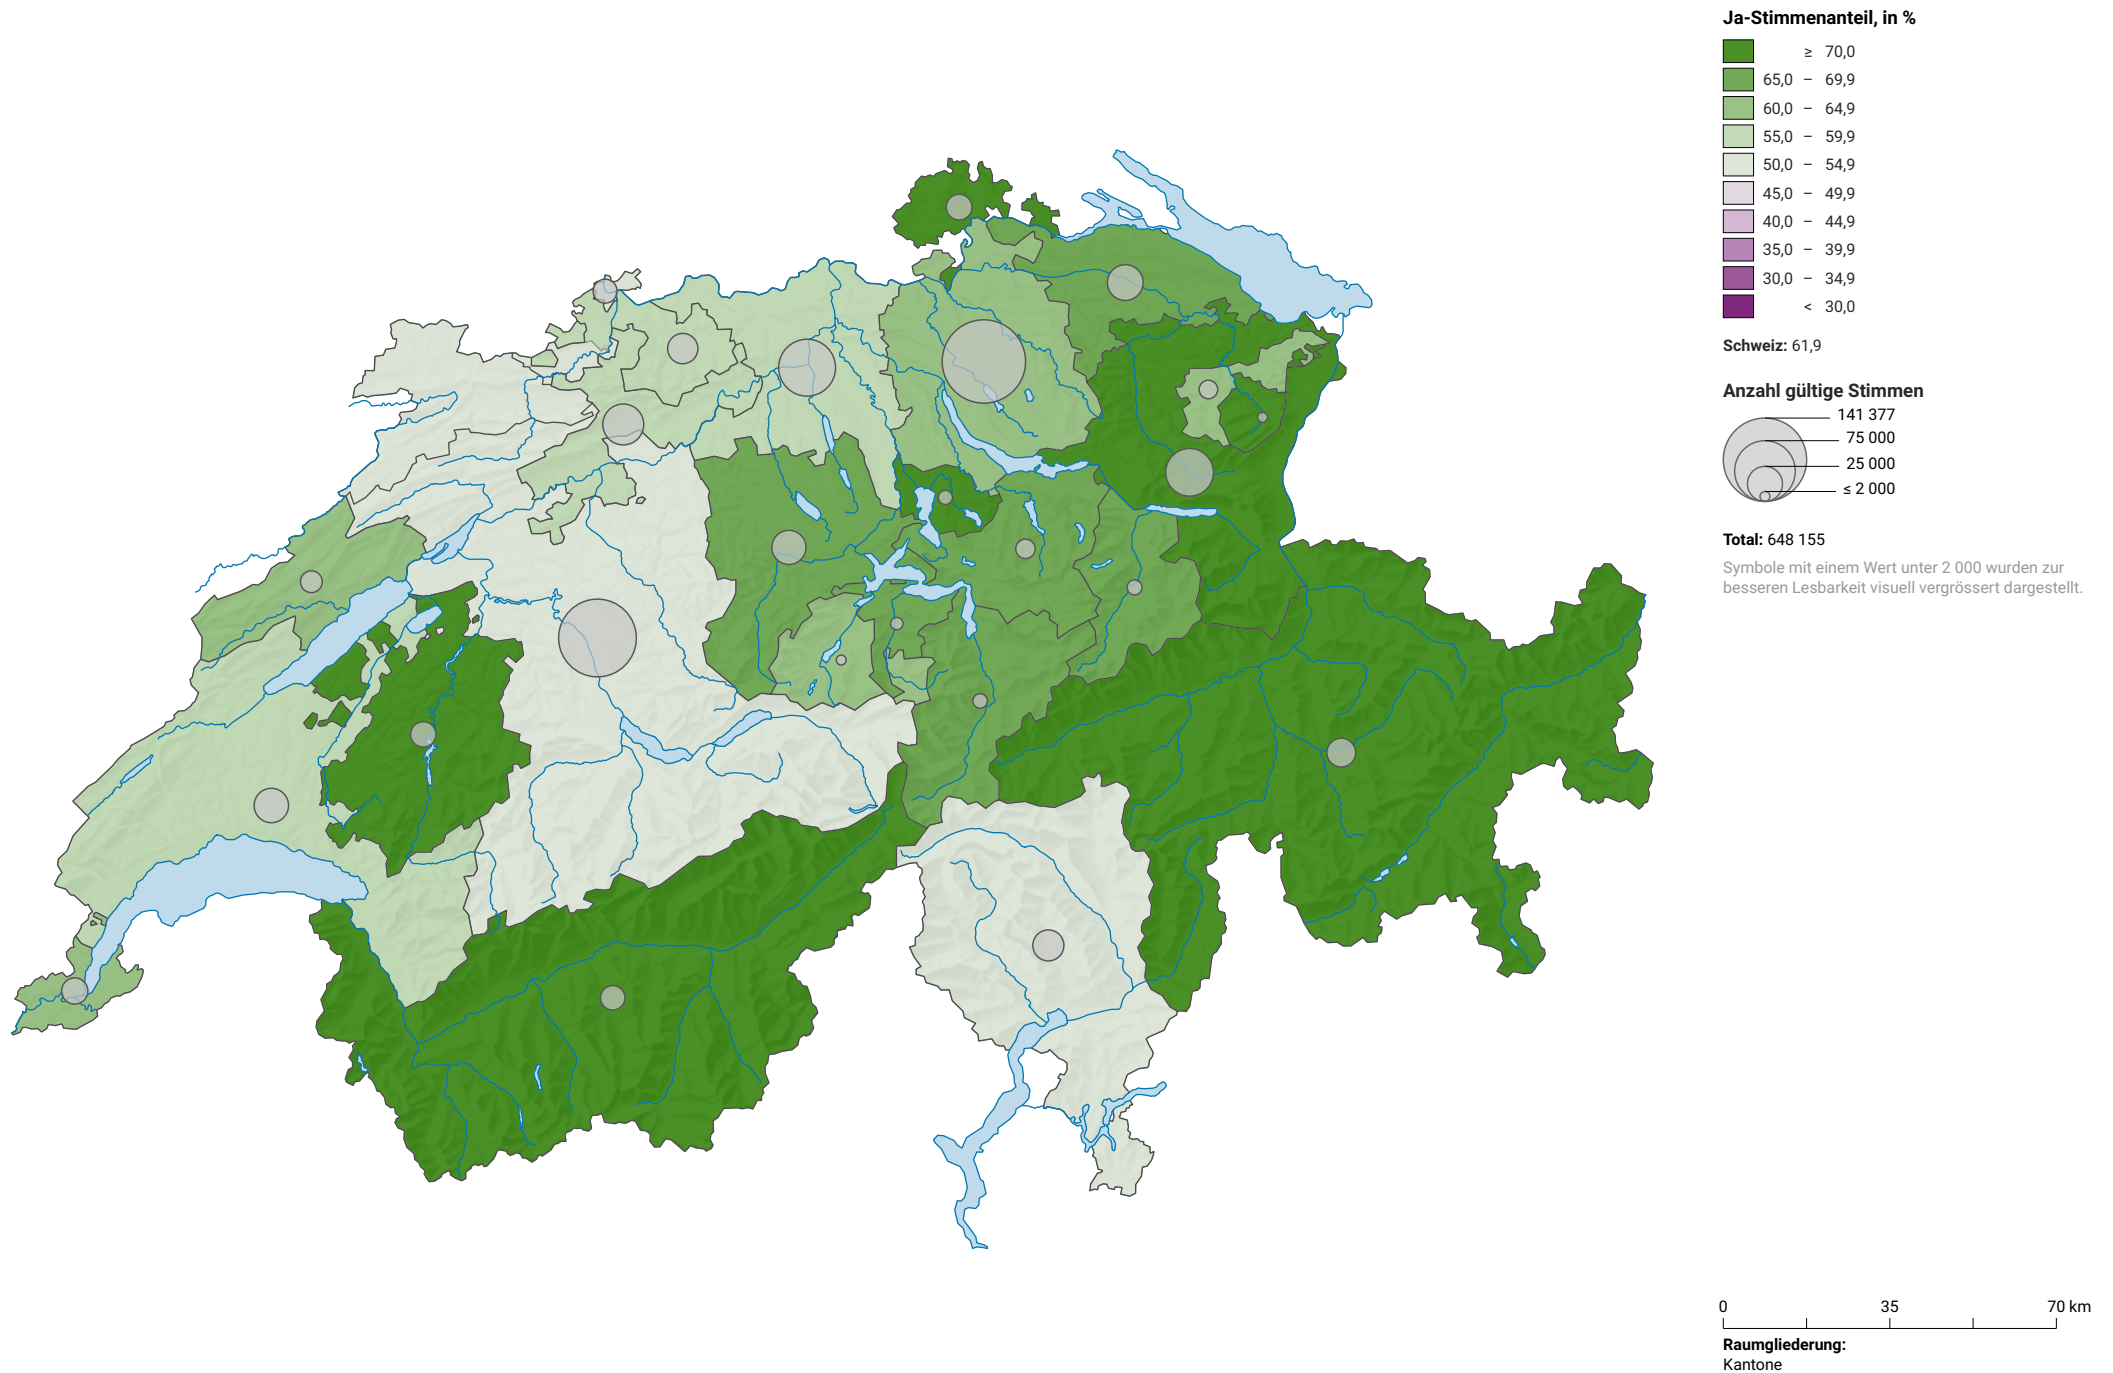 Ja-Stimmenanteil, in %
≥ 70,0
65,0 – 69,9
60,0 – 64,9
55,0 – 59,9
50,0 – 54,9
45,0 – 49,9
40,0 – 44,9
35,0 – 39,9
30,0 – 34,9
< 30,0
Schweiz: 61,9
Anzahl gültige Stimmen
141 377
75 000
25 000
≤ 2 000
Total: 648 155
Symbole mit einem Wert unter 2 000 wurden zur
besseren Lesbarkeit visuell vergrössert dargestellt.
0 35 70 km
Raumgliederung:
Kantone